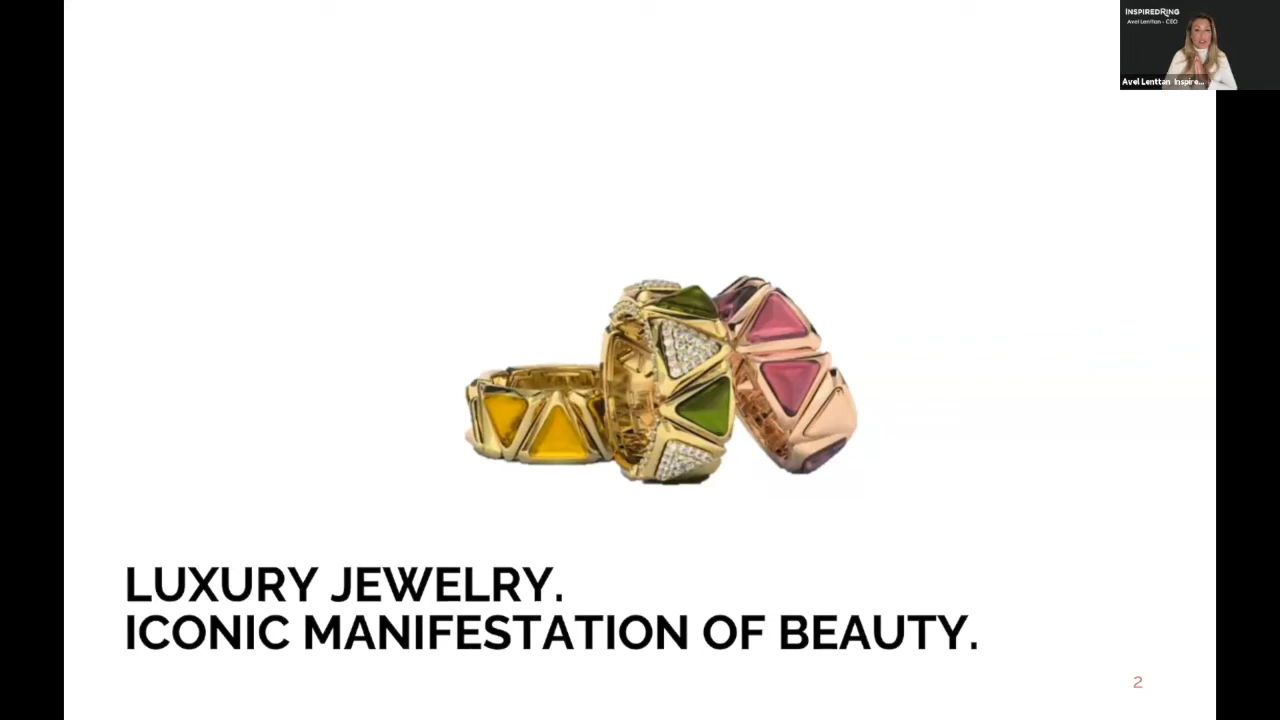 INSPIREDRING
Avel Lenttan - CEO
Avel Lenttan Inspire...
LUXURY JEWELRY.
ICONIC MANIFESTATION OF BEAUTY.
2